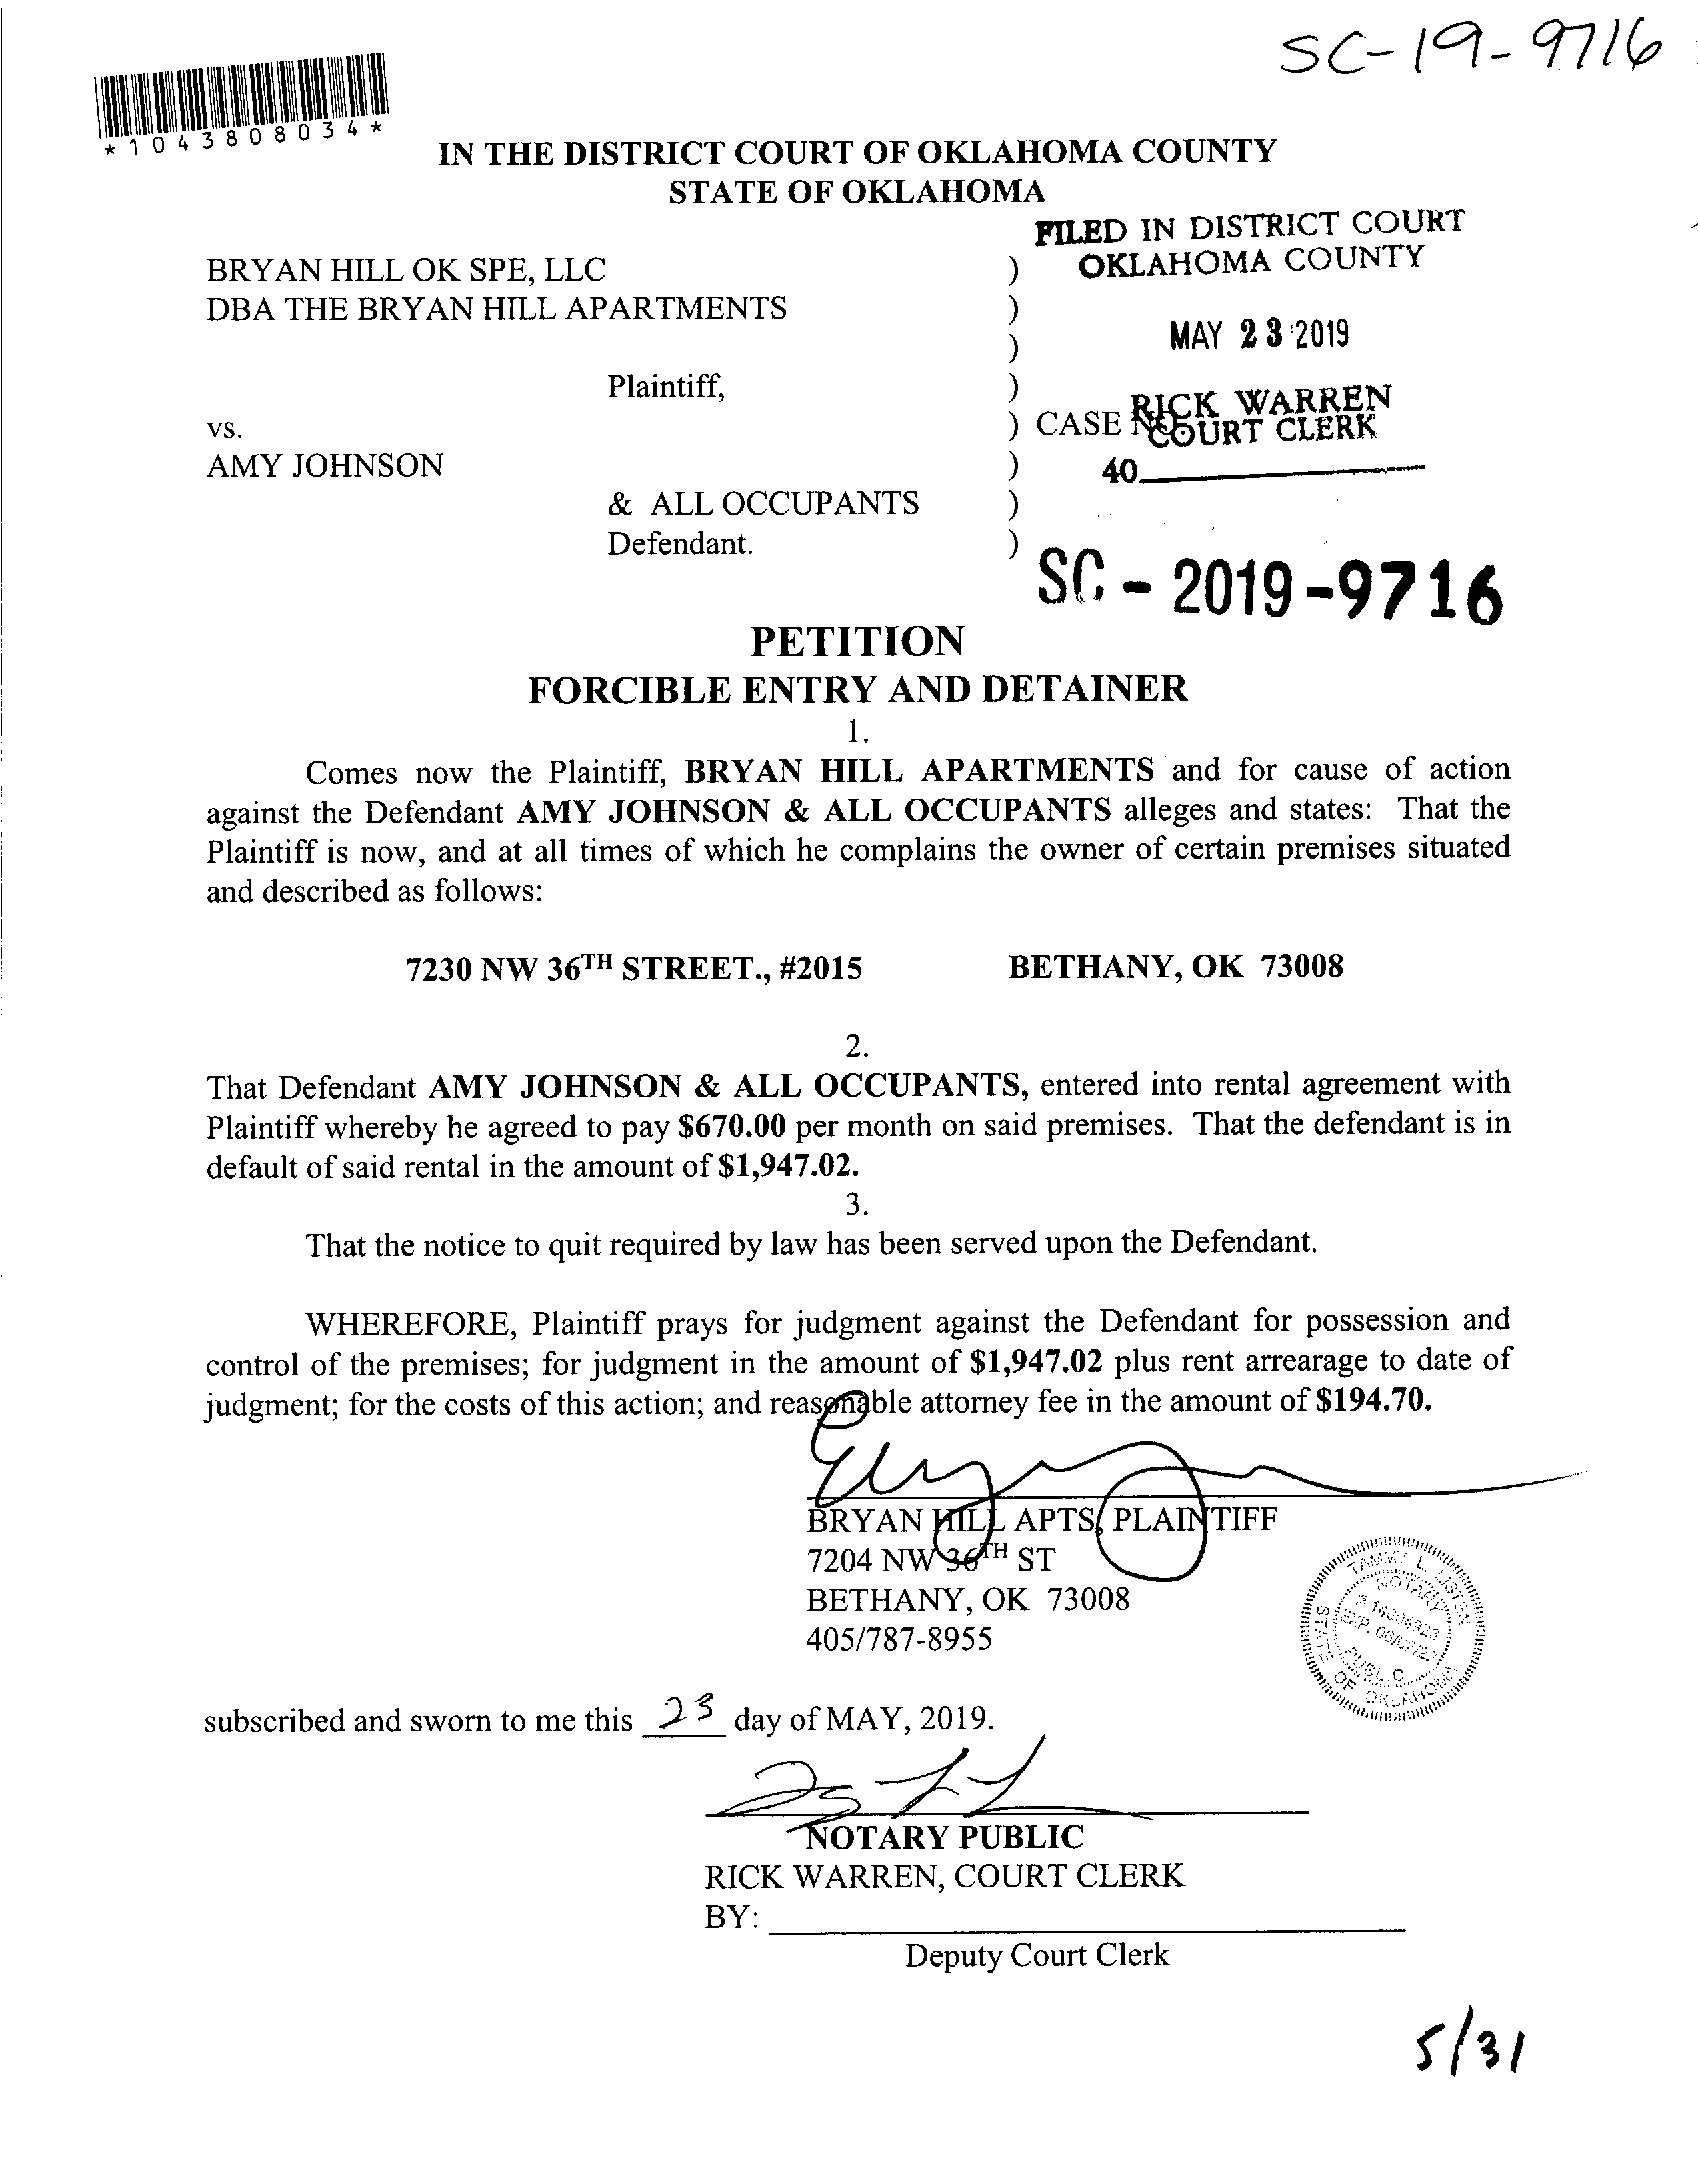 SC-19-9716
*1043808034*
IN THE DISTRICT COURT OF OKLAHOMA COUNTY
STATE OF OKLAHOMA
FILED IN DISTRICT COURT
OKLAHOMA COUNTY
BRYAN HILL OK SPE, LLC )
DBA THE BRYAN HILL APARTMENTS )
) MAY 23 2019
Plaintiff, )
RICK WARREN
vs. ) CASE NO COURT CLERK
AMY JOHNSON ) 40
& ALL OCCUPANTS )
Defendant. )
SC - 2019 - 9716
PETITION
FORCIBLE ENTRY AND DETAINER
1.
Comes now the Plaintiff, BRYAN HILL APARTMENTS and for cause of action
against the Defendant AMY JOHNSON & ALL OCCUPANTS alleges and states: That the
Plaintiff is now, and at all times of which he complains the owner of certain premises situated
and described as follows:
7230 NW 36TH STREET., #2015 BETHANY, OK 73008
2.
That Defendant AMY JOHNSON & ALL OCCUPANTS, entered into rental agreement with
Plaintiff whereby he agreed to pay $670.00 per month on said premises. That the defendant is in
default of said rental in the amount of $1,947.02.
3.
That the notice to quit required by law has been served upon the Defendant.
WHEREFORE, Plaintiff prays for judgment against the Defendant for possession and
control of the premises; for judgment in the amount of $1,947.02 plus rent arrearage to date of
judgment; for the costs of this action; and reasonable attorney fee in the amount of $194.70.
BRYAN HILL APTS, PLAINTIFF
7204 NW 36TH ST
BETHANY, OK 73008
405/787-8955
TAMMY L.
NOTARY
PUBLIC
STATE OF OKLAHOMA
subscribed and sworn to me this 23 day of MAY, 2019.
NOTARY PUBLIC
RICK WARREN, COURT CLERK
BY:
Deputy Court Clerk
5/31